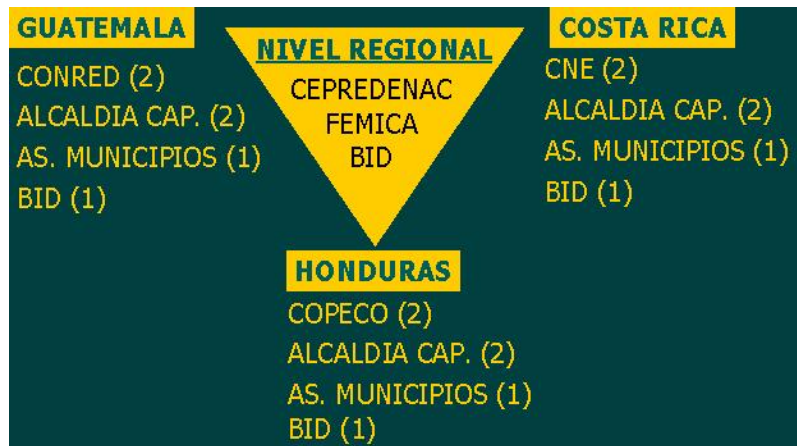 GUATEMALA
CONRED (2)
ALCALDIA CAP. (2)
AS. MUNICIPIOS (1)
BID (1)
NIVEL REGIONAL
CEPREDENAC
FEMICA
BID
COSTA RICA
CNE (2)
ALCALDIA CAP. (2)
AS. MUNICIPIOS (1)
BID (1)
HONDURAS
COPECO (2)
ALCALDIA CAP. (2)
AS. MUNICIPIOS (1)
BID (1)